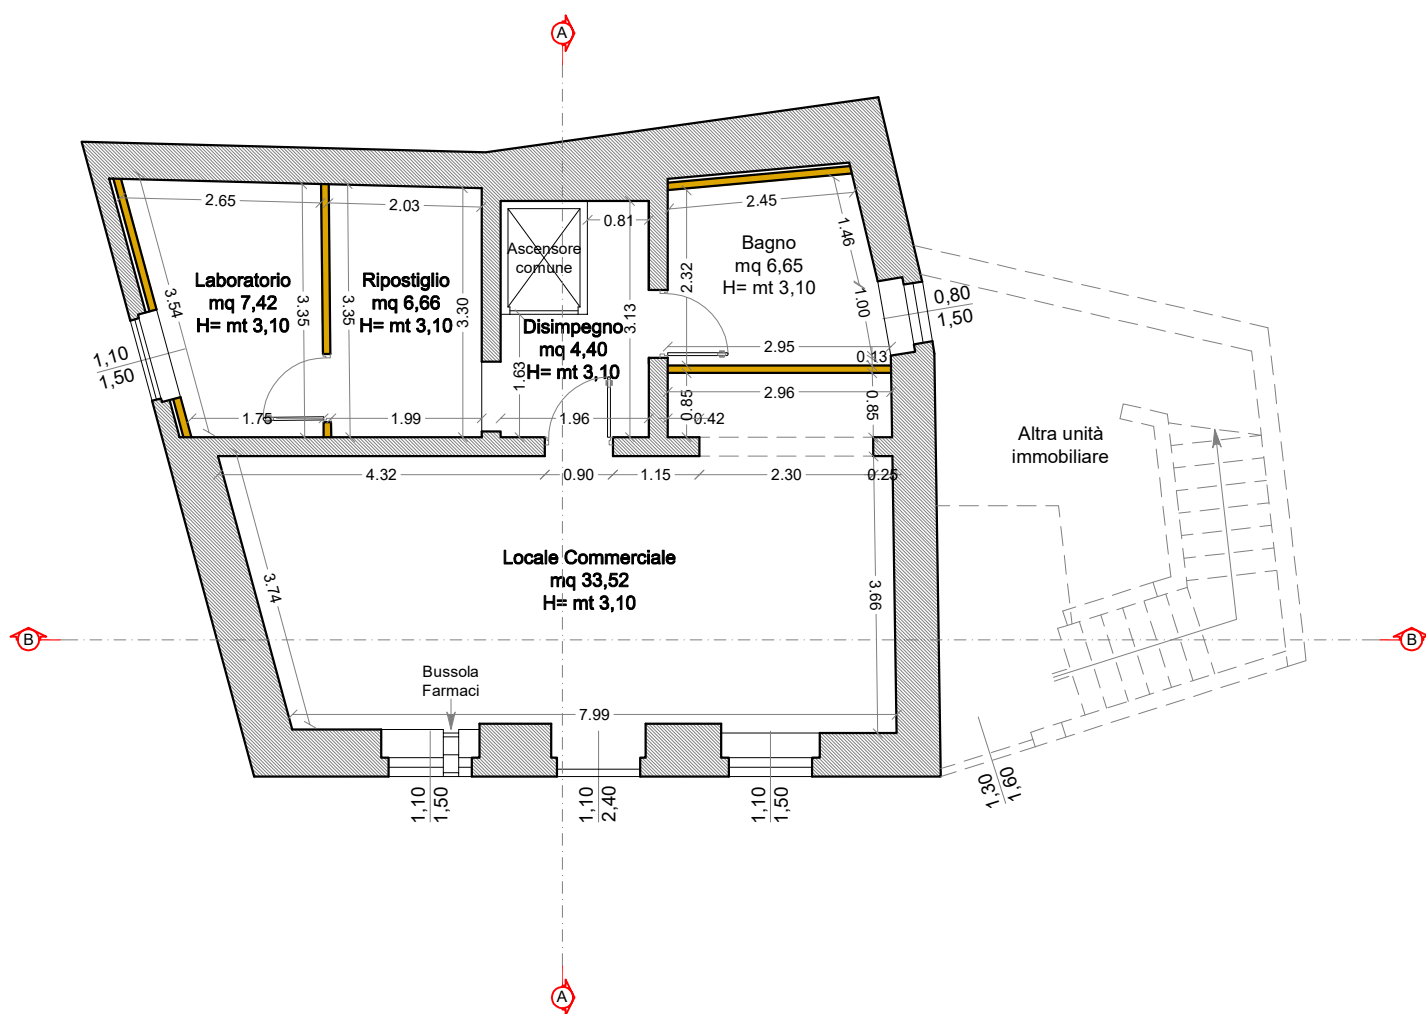 A
2.65
2.03
0.81
2.45
1.46
Bagno
mq 6,65
H= mt 3,10
Ascensore
comune
Laboratorio
mq 7,42
H= mt 3,10
Ripostiglio
mq 6,66
H= mt 3,10
3.54
3.35
3.35
3.30
3.13
2.32
1.00
0,80
1,50
Disimpegno
mq 4,40
H= mt 3,10
1,10
1,50
1.63
2.95
0.13
2.96
0.85
0.85
1.75
1.99
1.96
0.42
Altra unità
immobiliare
4.32
0.90
1.15
2.30
0.25
Locale Commerciale
mq 33,52
H= mt 3,10
3.74
3.66
B
B
Bussola
Farmaci
7.99
1,10
1,50
1,10
2,40
1,10
1,50
1,30
1,60
A